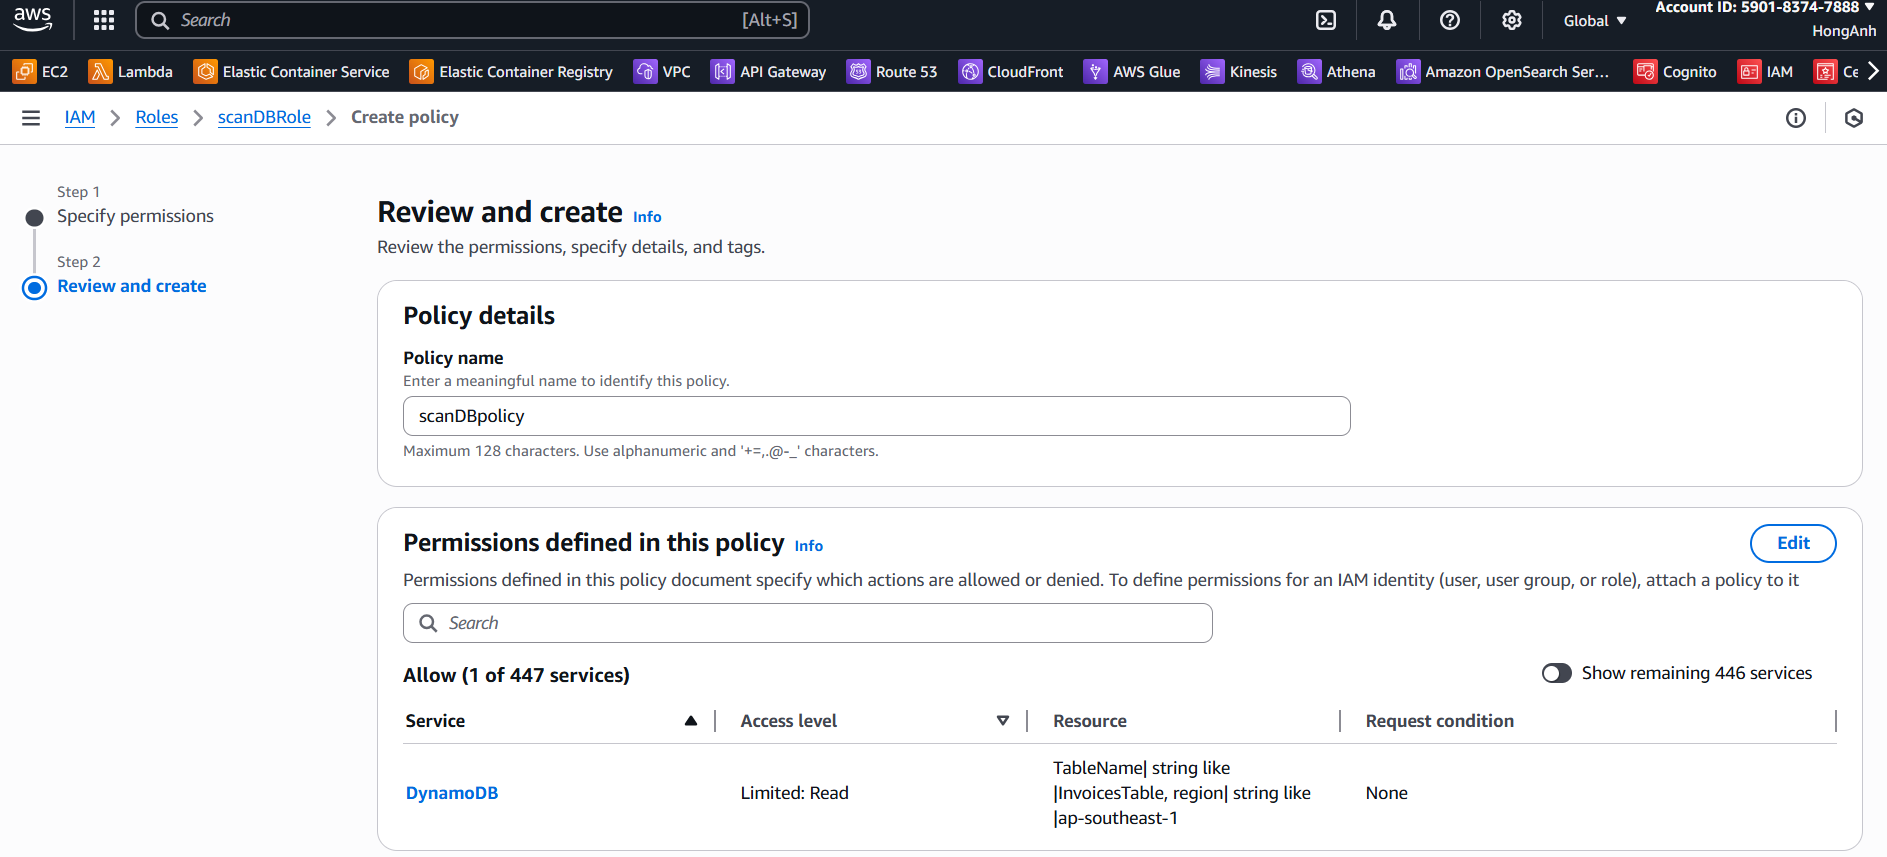 aws
Search [Alt+S]
Global
Account ID: 5901-8374-7888
HongAnh
EC2 Lambda Elastic Container Service Elastic Container Registry VPC API Gateway Route 53 CloudFront AWS Glue Kinesis Athena Amazon OpenSearch Ser... Cognito IAM Ce
IAM Roles scanDBRole Create policy
Step 1
Specify permissions
Step 2
Review and create
Review and create Info
Review the permissions, specify details, and tags.
Policy details
Policy name
Enter a meaningful name to identify this policy.
scanDBpolicy
Maximum 128 characters. Use alphanumeric and '+=,.@-_' characters.
Permissions defined in this policy Info
Edit
Permissions defined in this policy document specify which actions are allowed or denied. To define permissions for an IAM identity (user, user group, or role), attach a policy to it
Search
Allow (1 of 447 services)
Show remaining 446 services
Service Access level Resource Request condition
DynamoDB
Limited: Read
TableName| string like
|InvoicesTable, region| string like
|ap-southeast-1
None